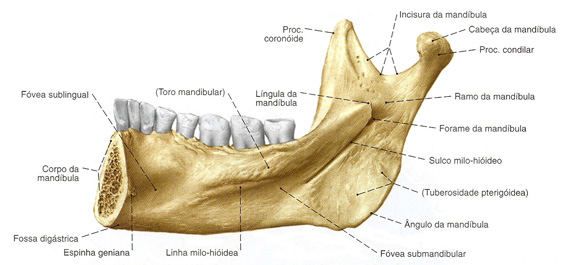 Incisura da mandíbula
Proc.
coronóide
Cabeça da mandíbula
Proc. condilar
Fóvea sublingual
(Toro mandibular)
Língula da
mandíbula
Ramo da mandíbula
Forame da mandíbula
Corpo da
mandíbula
Sulco milo-hióideo
(Tuberosidade pterigóidea)
Ângulo da mandíbula
Fossa digástrica
Espinha geniana
Linha milo-hióidea
Fóvea submandibular